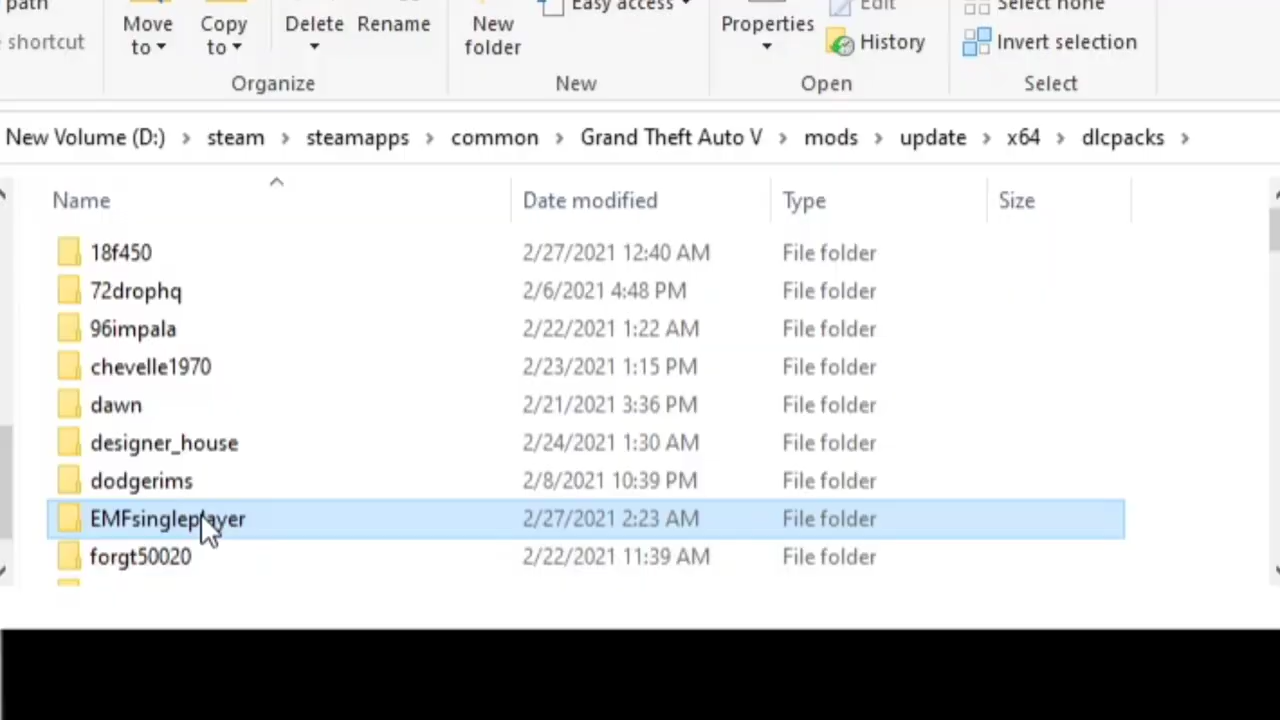 path
Easy access
Edit
Select none
shortcut
Move to
Copy to
Delete
Rename
New folder
Properties
History
Invert selection
Organize
New
Open
Select
New Volume (D:) > steam > steamapps > common > Grand Theft Auto V > mods > update > x64 > dlcpacks >
Name Date modified Type Size
18f450 2/27/2021 12:40 AM File folder
72drophq 2/6/2021 4:48 PM File folder
96impala 2/22/2021 1:22 AM File folder
chevelle1970 2/23/2021 1:15 PM File folder
dawn 2/21/2021 3:36 PM File folder
designer_house 2/24/2021 1:30 AM File folder
dodgerims 2/8/2021 10:39 PM File folder
EMFsingleplayer 2/27/2021 2:23 AM File folder
forgt50020 2/22/2021 11:39 AM File folder